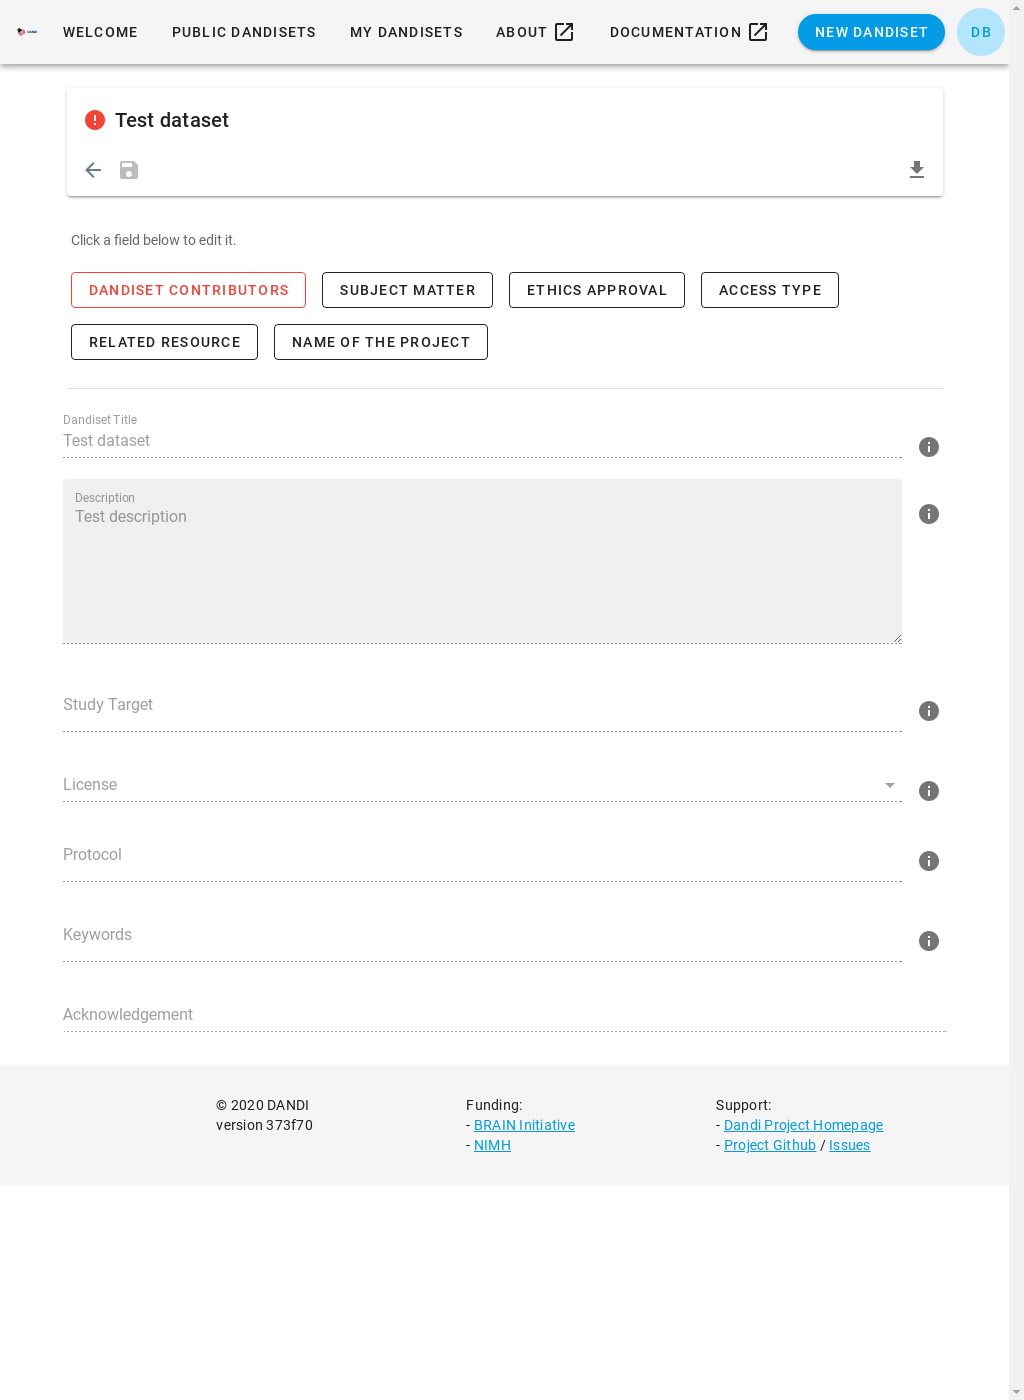 WELCOME PUBLIC DANDISETS MY DANDISETS ABOUT DOCUMENTATION NEW DANDISET DB
Test dataset
Click a field below to edit it.
DANDISET CONTRIBUTORS SUBJECT MATTER ETHICS APPROVAL ACCESS TYPE
RELATED RESOURCE NAME OF THE PROJECT
Dandiset Title
Test dataset
Description
Test description
Study Target
License
Protocol
Keywords
Acknowledgement
© 2020 DANDI
version 373f70
Funding:
- BRAIN Initiative
- NIMH
Support:
- Dandi Project Homepage
- Project Github / Issues